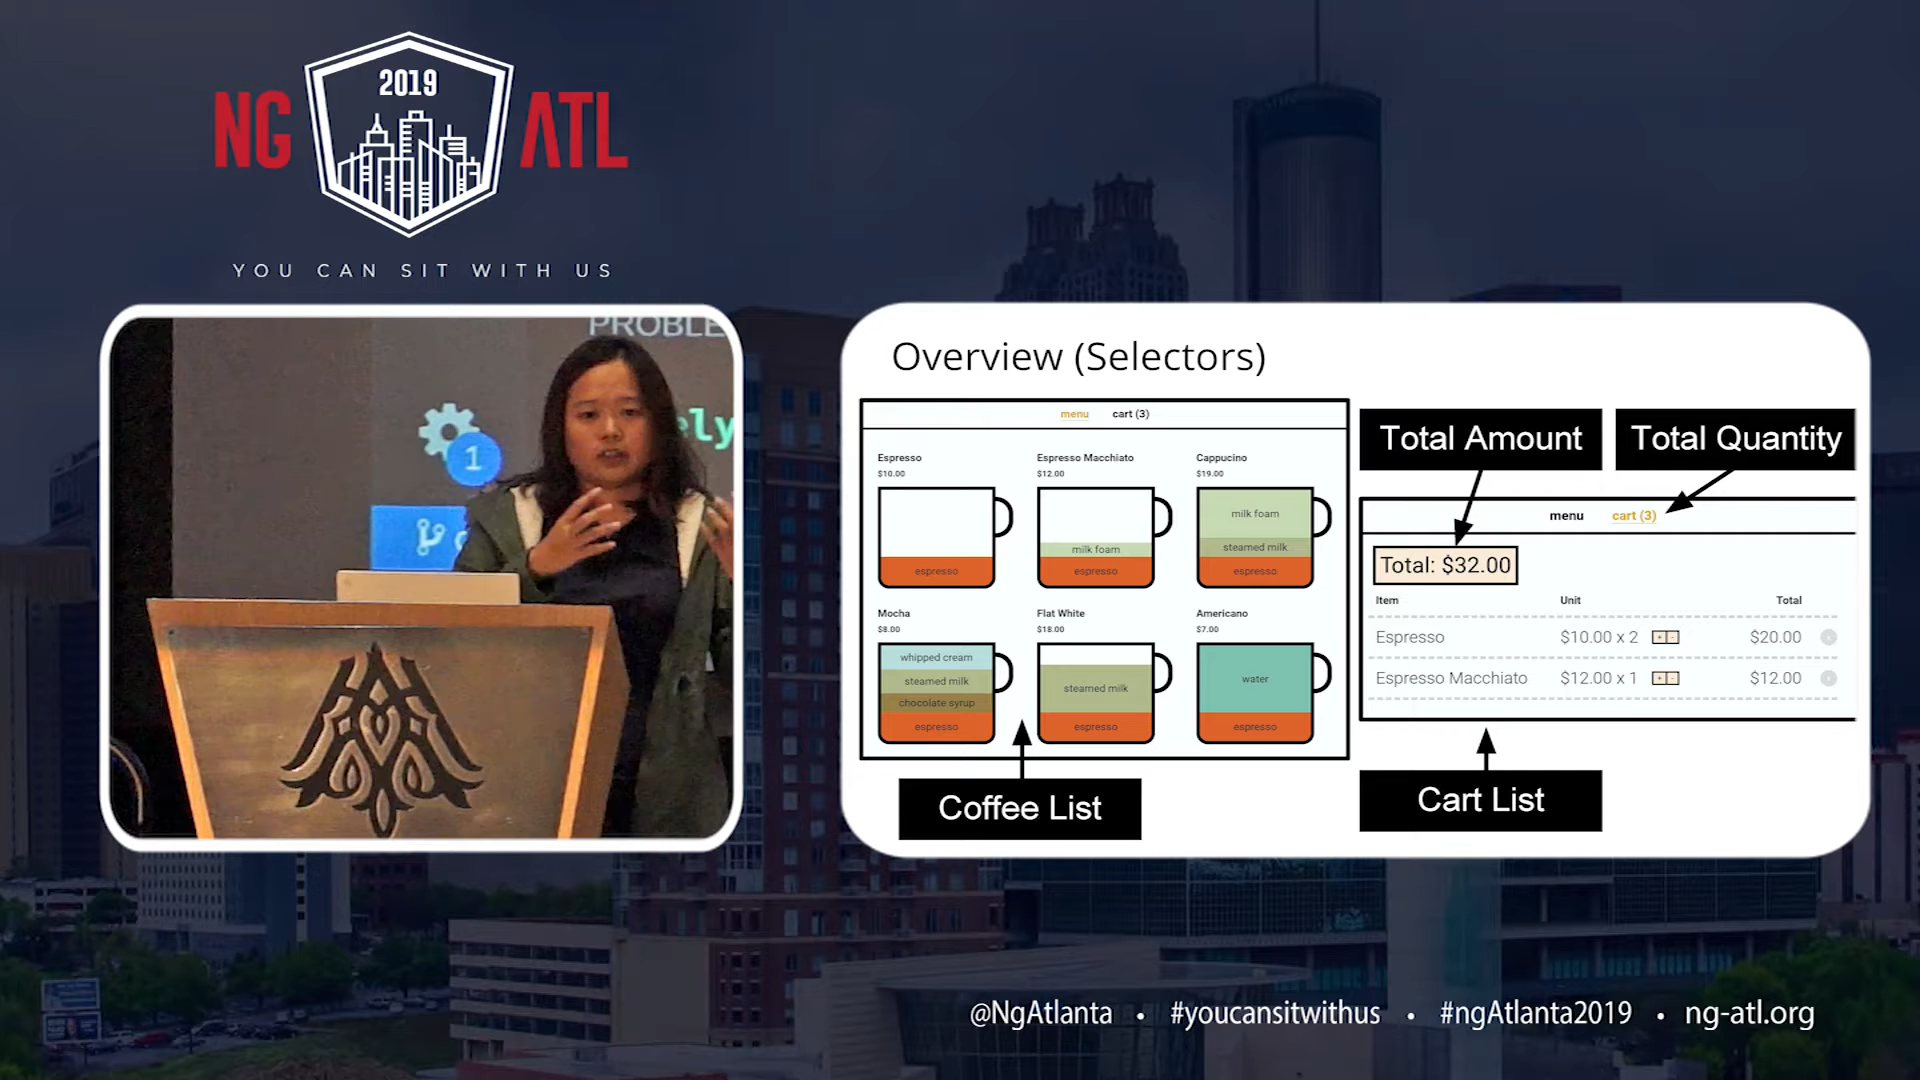 2019
NG ATL
YOU CAN SIT WITH US
PROBLE
ely
1
Overview (Selectors)
menu cart (3)
Espresso
$10.00
espresso
Espresso Macchiato
$12.00
milk foam
espresso
Cappucino
$19.00
milk foam
steamed milk
espresso
Mocha
$8.00
whipped cream
steamed milk
chocolate syrup
espresso
Flat White
$18.00
steamed milk
espresso
Americano
$7.00
water
espresso
Coffee List
Total Amount
Total Quantity
menu cart (3)
Total: $32.00
Item Unit Total
Espresso $10.00 x 2 + - $20.00 x
Espresso Macchiato $12.00 x 1 + - $12.00 x
Cart List
@NgAtlanta • #youcansitwithus • #ngAtlanta2019 • ng-atl.org